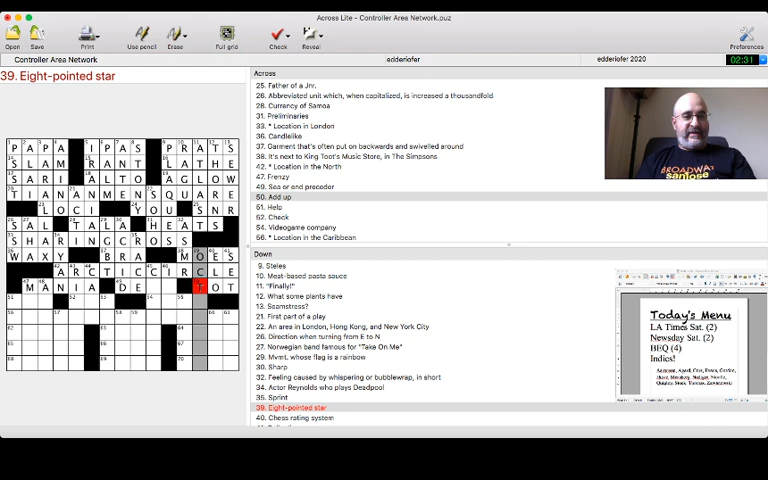 Across Lite - Controller Area Network.puz
Open Save Print Use pencil Erase Full grid Check Reveal Preferences
Controller Area Network edderiofer edderiofer 2020 02:31
39. Eight-pointed star
Across
25. Father of a Jnr.
26. Abbreviated unit which, when capitalized, is increased a thousandfold
28. Currency of Samoa
31. Preliminaries
33. * Location in London
36. Candlelike
37. Garment that's often put on backwards and swivelled around
38. It's next to King Toot's Music Store, in The Simpsons
42. * Location in the North
47. Frenzy
49. Sea or end preceder
50. Add up
51. Help
52. Check
54. Videogame company
56. * Location in the Caribbean
Down
9. Steles
10. Meat-based pasta sauce
11. "Finally!"
12. What some plants have
13. Seamstress?
21. First part of a play
22. An area in London, Hong Kong, and New York City
26. Direction when turning from E to N
27. Norwegian band famous for "Take On Me"
29. Mvmt. whose flag is a rainbow
30. Sharp
32. Feeling caused by whispering or bubblewrap, in short
34. Actor Reynolds who plays Deadpool
35. Sprint
39. Eight-pointed star
40. Chess rating system
PAPA IPAS PRATS
SLAM RANT LATHE
SARI ALTO AGLOW
TIANANMENSQUARE
LOCI YOU SNR
SAL TALA HEATS
SHARINGCROSS
WAXY BRA MOES
ARCTICCIRCLE
MANIA DE TOT
BROADWAY
san jose
Today's Menu
LA Times Sat. (2)
Newsday Sat. (2)
BEQ (4)
Indics!